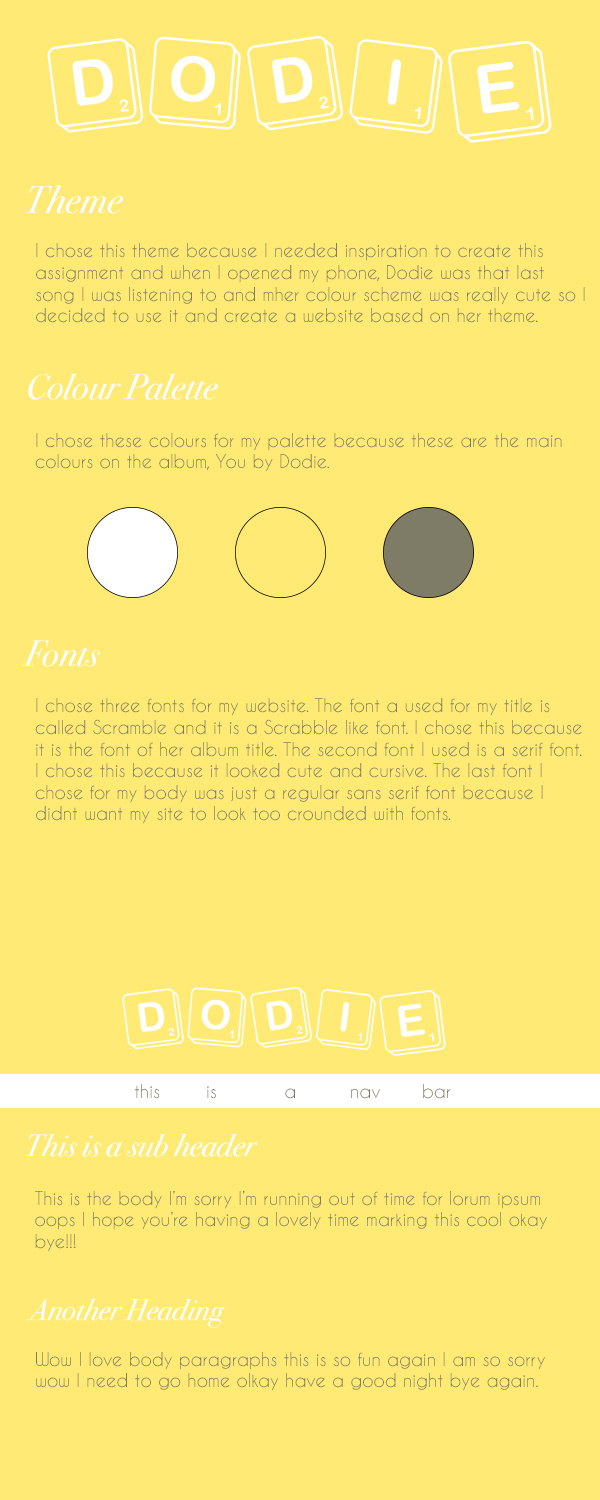 D2 O1 D2 I1 E1
Theme
I chose this theme because I needed inspiration to create this
assignment and when I opened my phone, Dodie was that last
song I was listening to and mher colour scheme was really cute so I
decided to use it and create a website based on her theme.
Colour Palette
I chose these colours for my palette because these are the main
colours on the album, You by Dodie.
Fonts
I chose three fonts for my website. The font a used for my title is
called Scramble and it is a Scrabble like font. I chose this because
it is the font of her album title. The second font I used is a serif font.
I chose this because it looked cute and cursive. The last font I
chose for my body was just a regular sans serif font because I
didnt want my site to look too crounded with fonts.
D2 O1 D2 I1 E1
this is a nav bar
This is a sub header
This is the body I'm sorry I'm running out of time for lorum ipsum
oops I hope you're having a lovely time marking this cool okay
bye!!!
Another Heading
Wow I love body paragraphs this is so fun again I am so sorry
wow I need to go home olkay have a good night bye again.